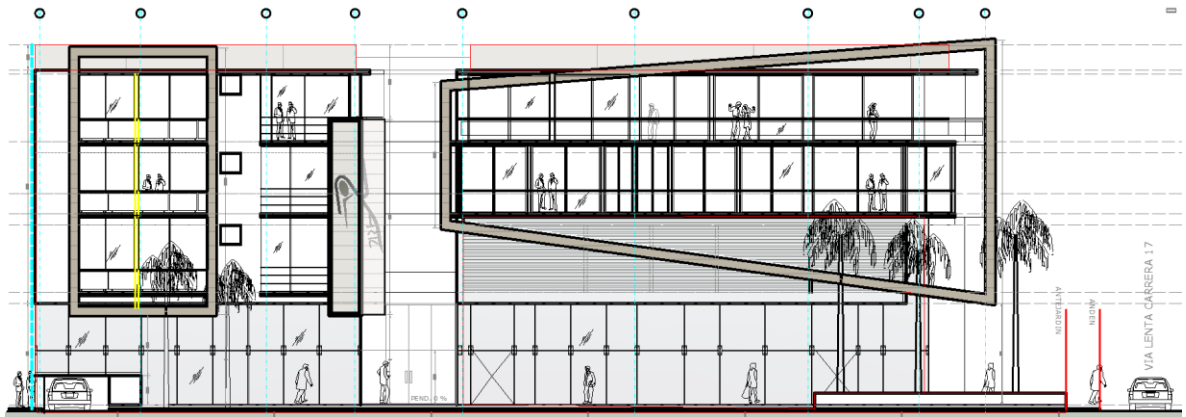 PEND. 0 %
ANTEJARDIN
ANDEN
VIA LENTA CARRERA 17